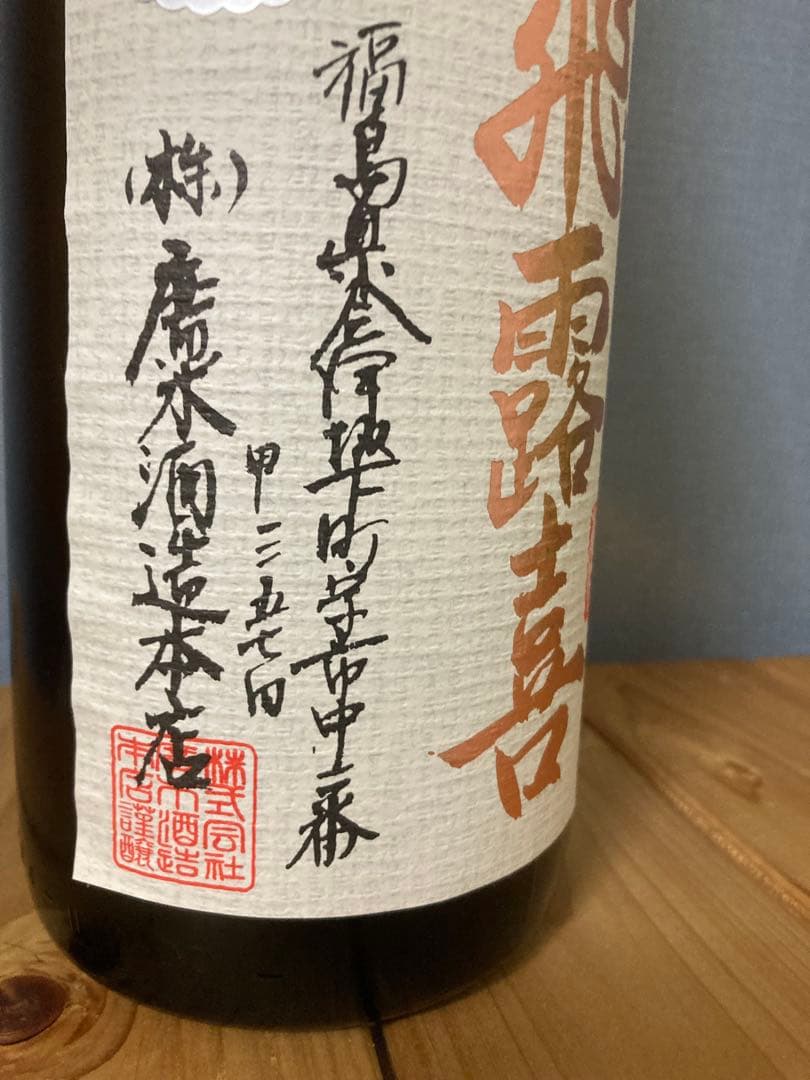 飛露喜
福島県会津坂下町字市中二番
甲三五七四
(株)廣木酒造本店
株式会社
廣木酒造
本店謹醸